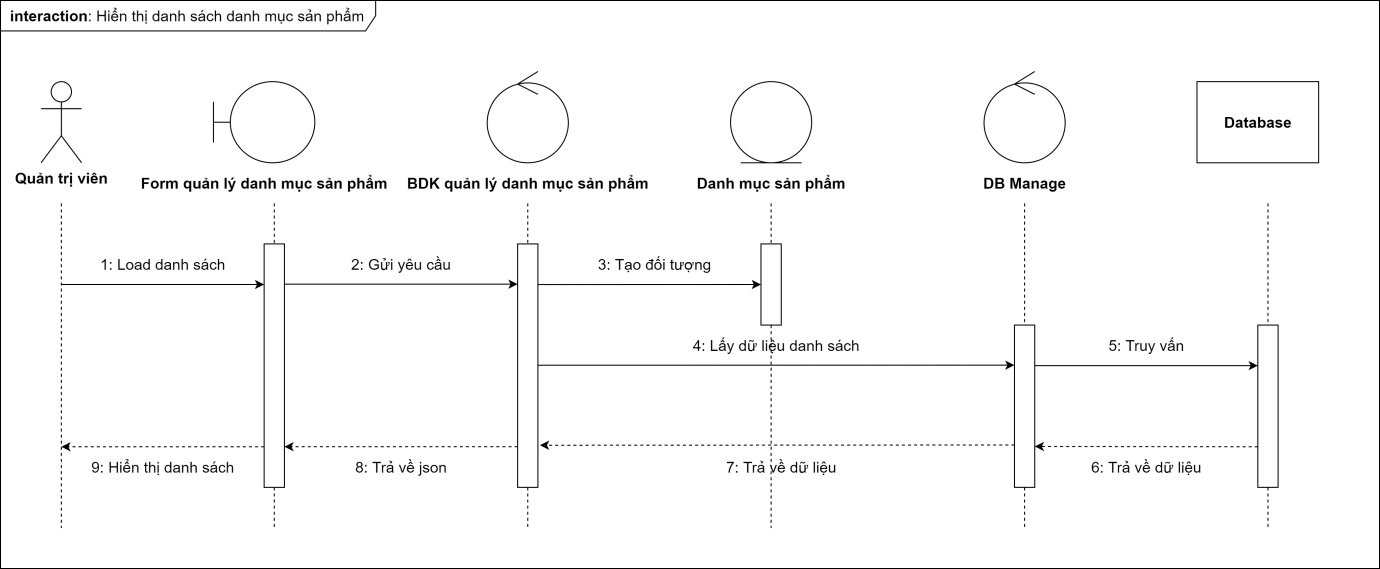 interaction: Hiển thị danh sách danh mục sản phẩm
Database
Quản trị viên
Form quản lý danh mục sản phẩm
BDK quản lý danh mục sản phẩm
Danh mục sản phẩm
DB Manage
1: Load danh sách
2: Gửi yêu cầu
3: Tạo đối tượng
4: Lấy dữ liệu danh sách
5: Truy vấn
9: Hiển thị danh sách
8: Trả về json
7: Trả về dữ liệu
6: Trả về dữ liệu